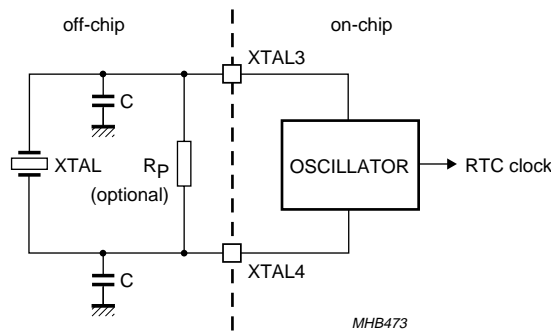 off-chip
on-chip
XTAL3
C
XTAL
RP
(optional)
OSCILLATOR
RTC clock
C
XTAL4
MHB473